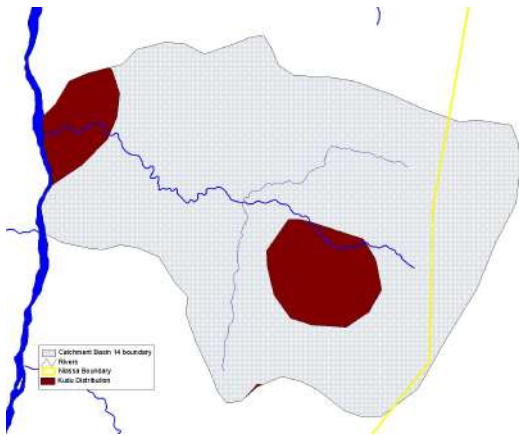 Catchment Basin 14 boundary
Rivers
Niassa Boundary
Kudu Distribution